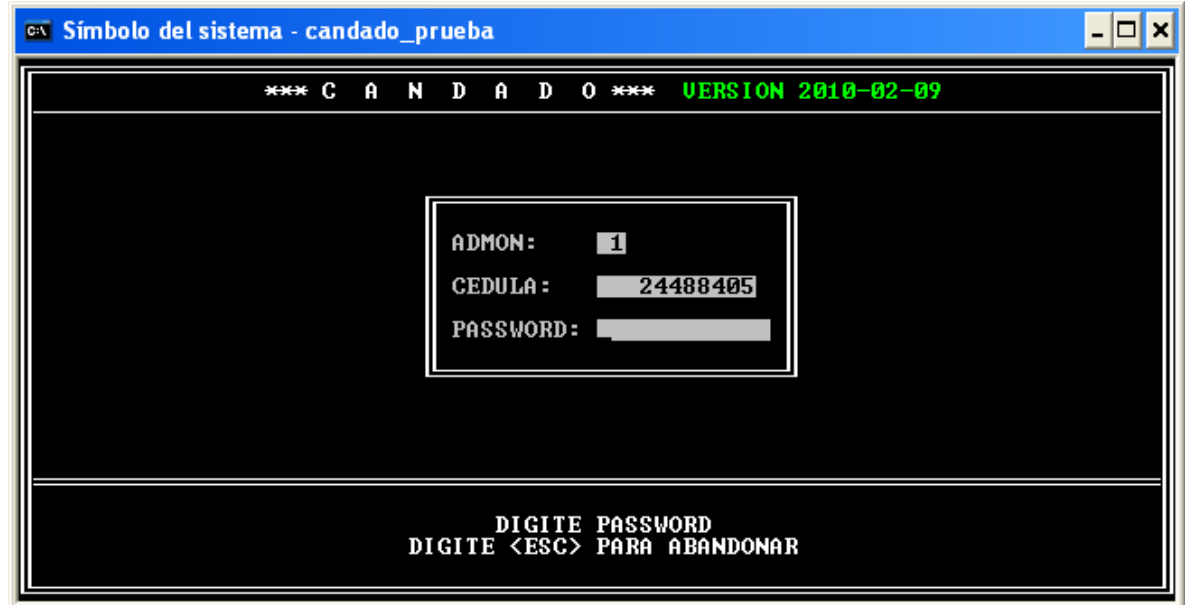 Símbolo del sistema - candado_prueba
*** C A N D A D O *** VERSION 2010-02-09
ADMON: 1
CEDULA: 24488405
PASSWORD:
DIGITE PASSWORD
DIGITE <ESC> PARA ABANDONAR